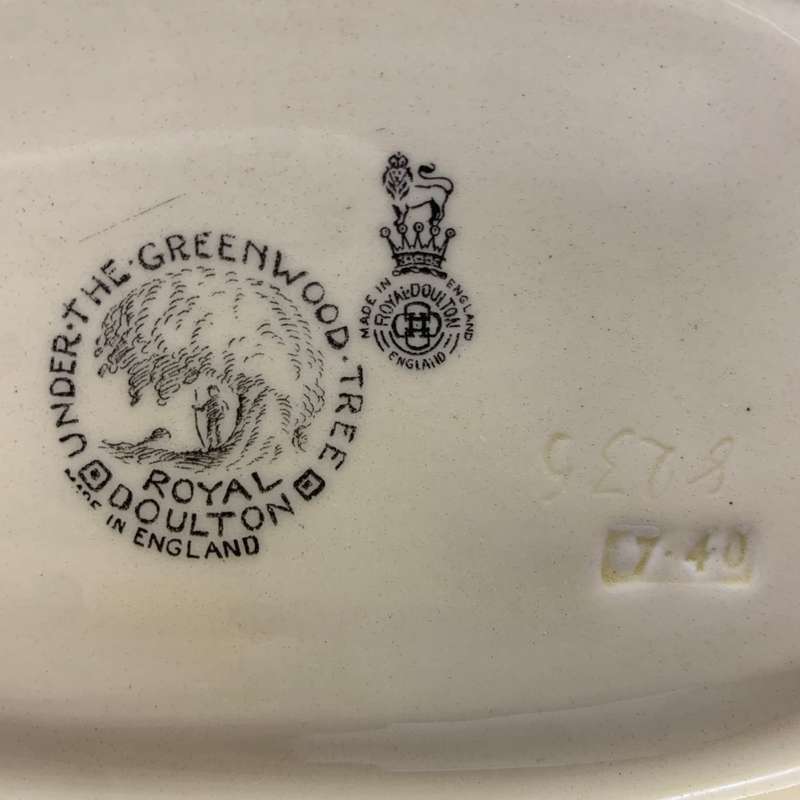 UNDER · THE · GREENWOOD · TREE
ROYAL
DOULTON
MADE IN ENGLAND
MADE IN ENGLAND
ROYAL·DOULTON
ENGLAND
7·40